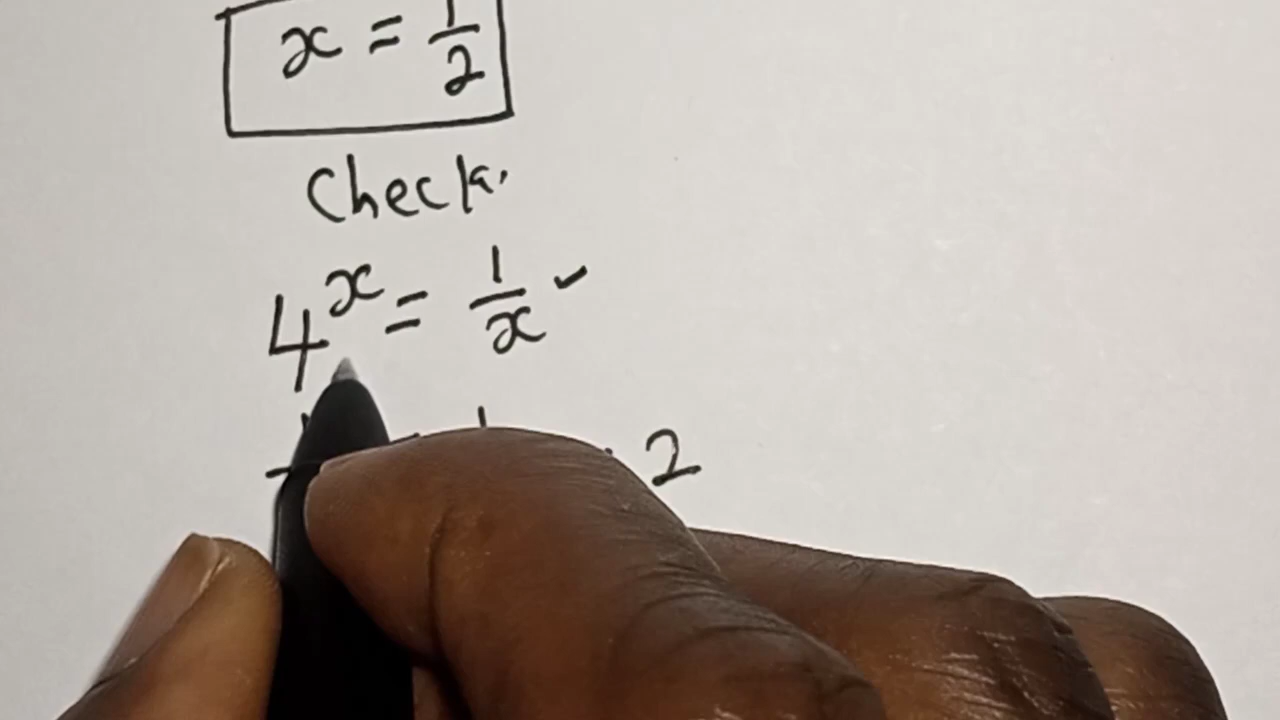 x = 1/2
Check.
4^x = 1/x ✓
2